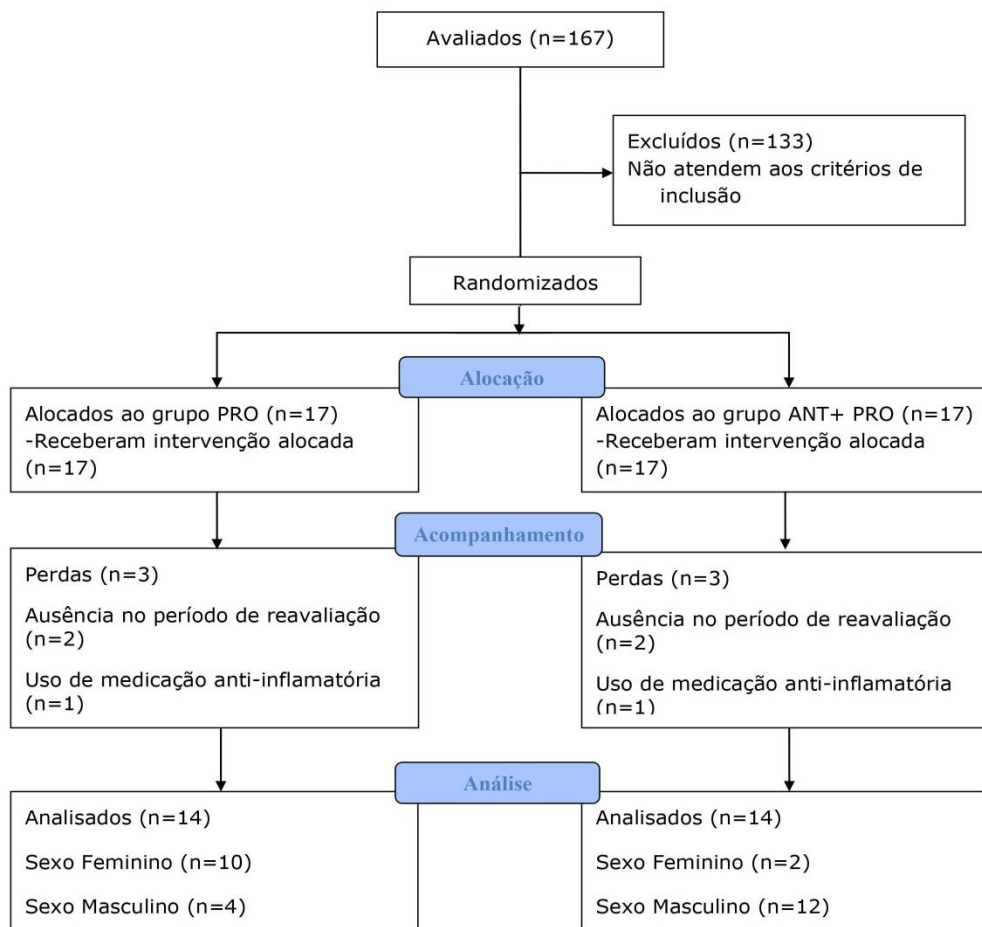 Avaliados (n=167)
Excluídos (n=133)
Não atendem aos critérios de
inclusão
Randomizados
Alocação
Alocados ao grupo PRO (n=17)
-Receberam intervenção alocada
(n=17)
Alocados ao grupo ANT+ PRO (n=17)
-Receberam intervenção alocada
(n=17)
Acompanhamento
Perdas (n=3)
Ausência no período de reavaliação
(n=2)
Uso de medicação anti-inflamatória
(n=1)
Perdas (n=3)
Ausência no período de reavaliação
(n=2)
Uso de medicação anti-inflamatória
(n=1)
Análise
Analisados (n=14)
Sexo Feminino (n=10)
Sexo Masculino (n=4)
Analisados (n=14)
Sexo Feminino (n=2)
Sexo Masculino (n=12)